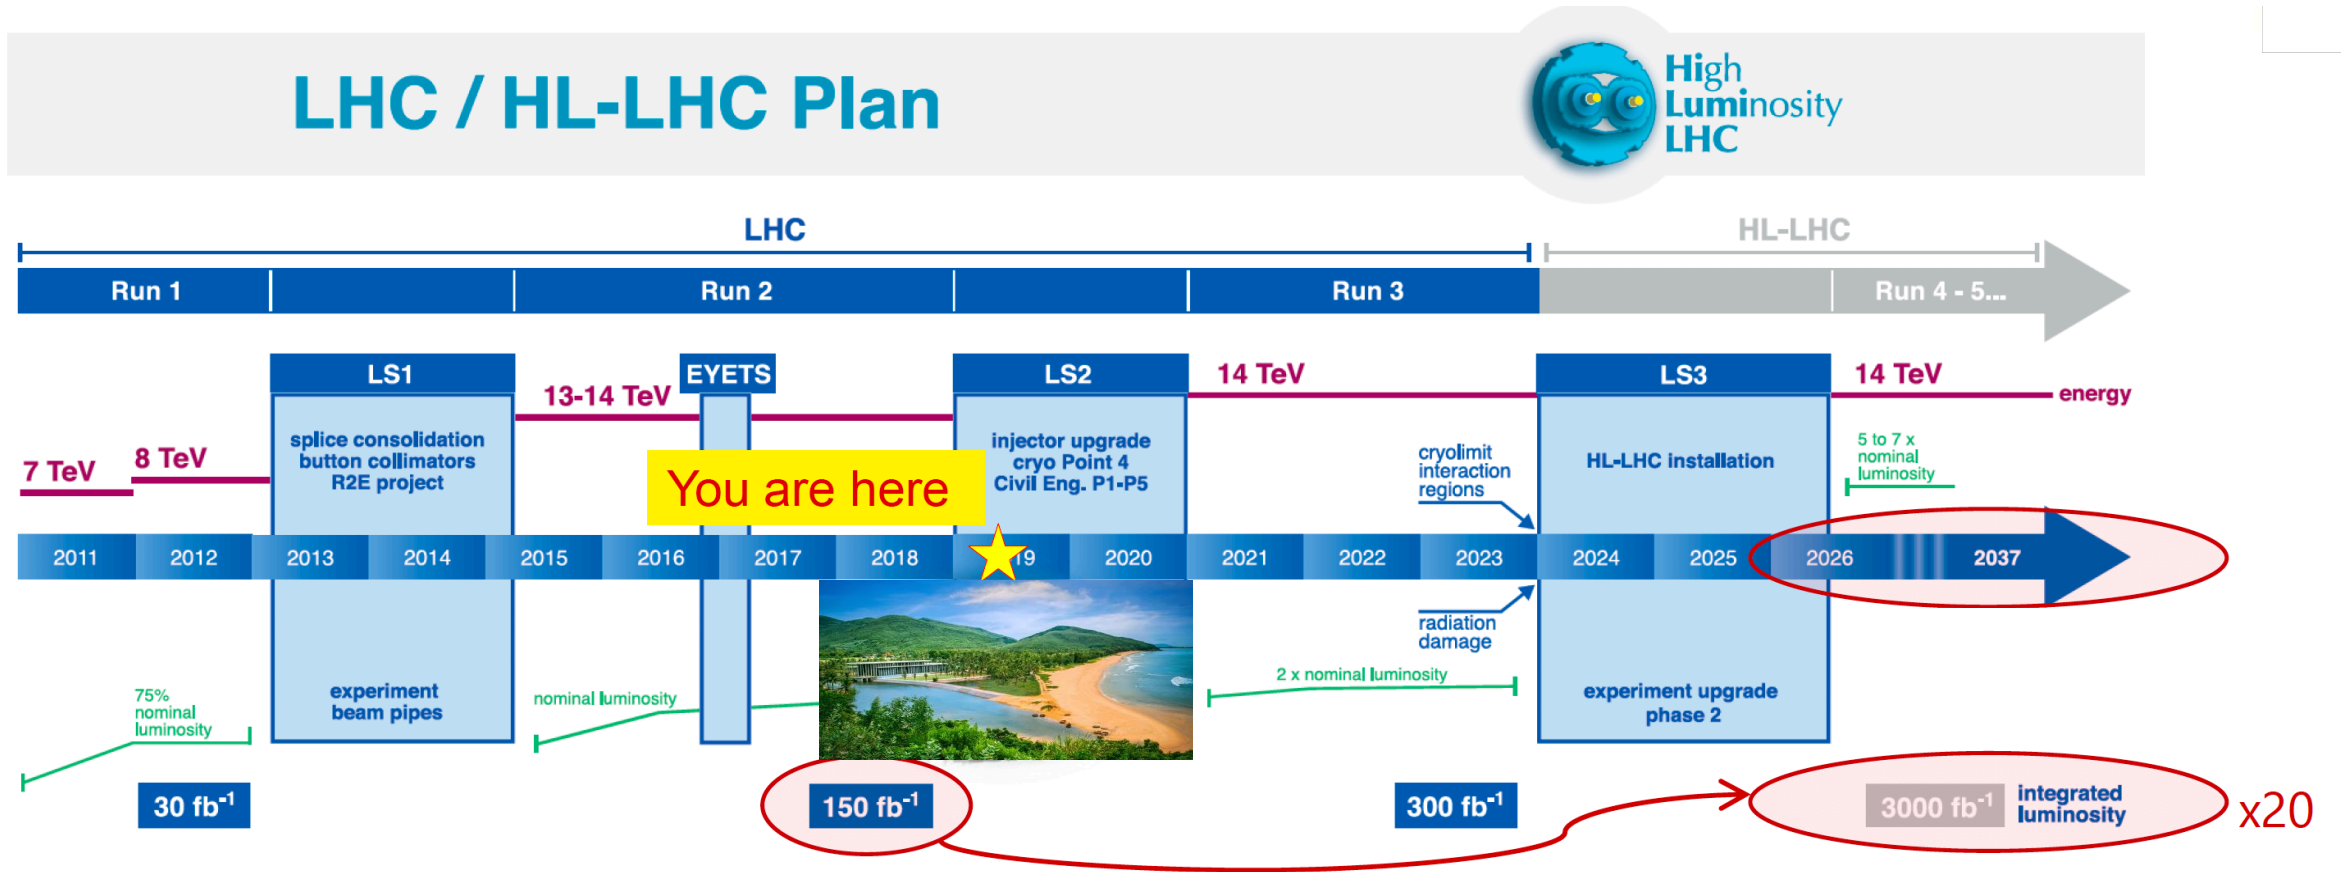 LHC / HL-LHC Plan
High
Luminosity
LHC
LHC
HL-LHC
Run 1
Run 2
Run 3
Run 4 - 5...
LS1
EYETS
LS2
14 TeV
LS3
14 TeV
energy
13-14 TeV
7 TeV
8 TeV
splice consolidation
button collimators
R2E project
injector upgrade
cryo Point 4
Civil Eng. P1-P5
cryolimit
interaction
regions
HL-LHC installation
5 to 7 x
nominal
luminosity
You are here
2011
2012
2013
2014
2015
2016
2017
2018
19
2020
2021
2022
2023
2024
2025
2026
2037
radiation
damage
75%
nominal
luminosity
experiment
beam pipes
nominal luminosity
2 x nominal luminosity
experiment upgrade
phase 2
30 fb⁻¹
150 fb⁻¹
300 fb⁻¹
3000 fb⁻¹
integrated
luminosity
x20